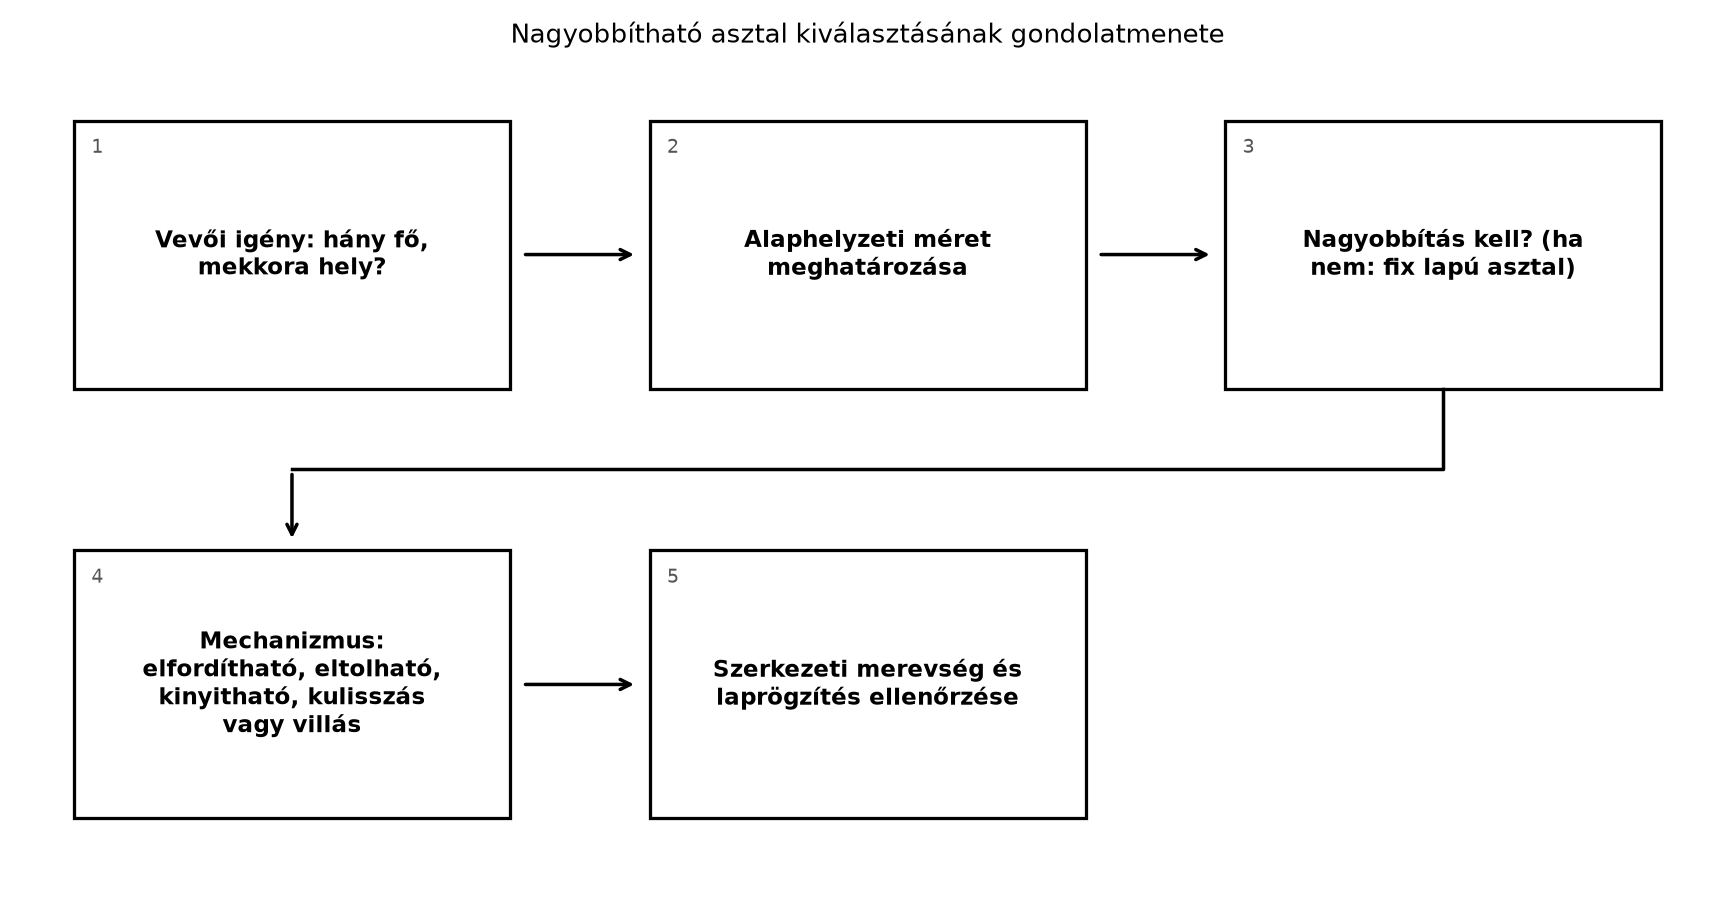 Nagyobbítható asztal kiválasztásának gondolatmenete
1
Vevői igény: hány fő,
mekkora hely?
2
Alaphelyzeti méret
meghatározása
3
Nagyobbítás kell? (ha
nem: fix lapú asztal)
4
Mechanizmus:
elfordítható, eltolható,
kinyitható, kulisszás
vagy villás
5
Szerkezeti merevség és
laprögzítés ellenőrzése